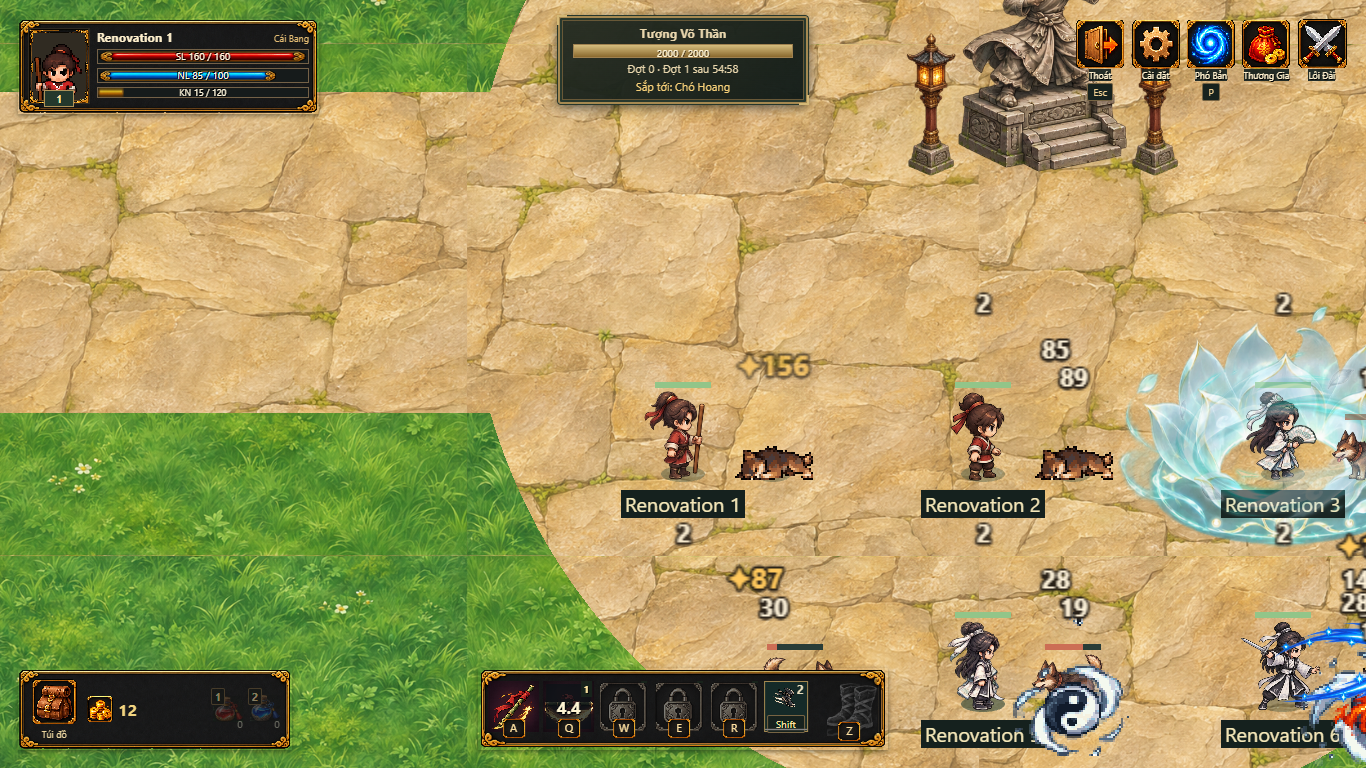 Renovation 1
Cái Bang
SL 160 / 160
NL 85 / 100
KN 15 / 120
1
Tượng Võ Thần
2000 / 2000
Đợt 0 · Đợt 1 sau 54:58
Sắp tới: Chó Hoang
Thoát
Cài đặt
Phó Bản
Thương Gia
Lôi Đài
Esc
P
2
2
85
89
156
Renovation 1
Renovation 2
Renovation 3
2
2
2
87
30
28
19
14
28
Renovation
Renovation 6
12
Túi đồ
1
0
2
0
1
4.4
2
A
Q
W
E
R
Shift
Z